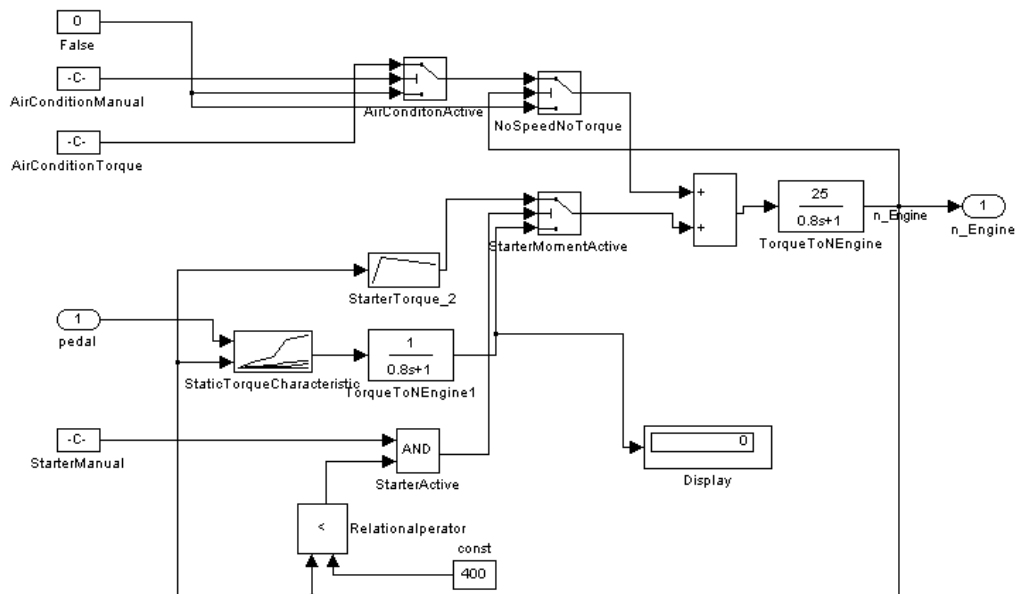 0
False
-C-
AirConditionManual
AirConditonActive
NoSpeedNoTorque
-C-
AirConditionTorque
+
+
25
0.8s+1
TorqueToNEngine
n_Engine
1
n_Engine
StarterMomentActive
StarterTorque_2
1
pedal
StaticTorqueCharacteristic
1
0.8s+1
TorqueToNEngine1
-C-
StarterManual
AND
StarterActive
0
Display
<
Relationalperator
const
400